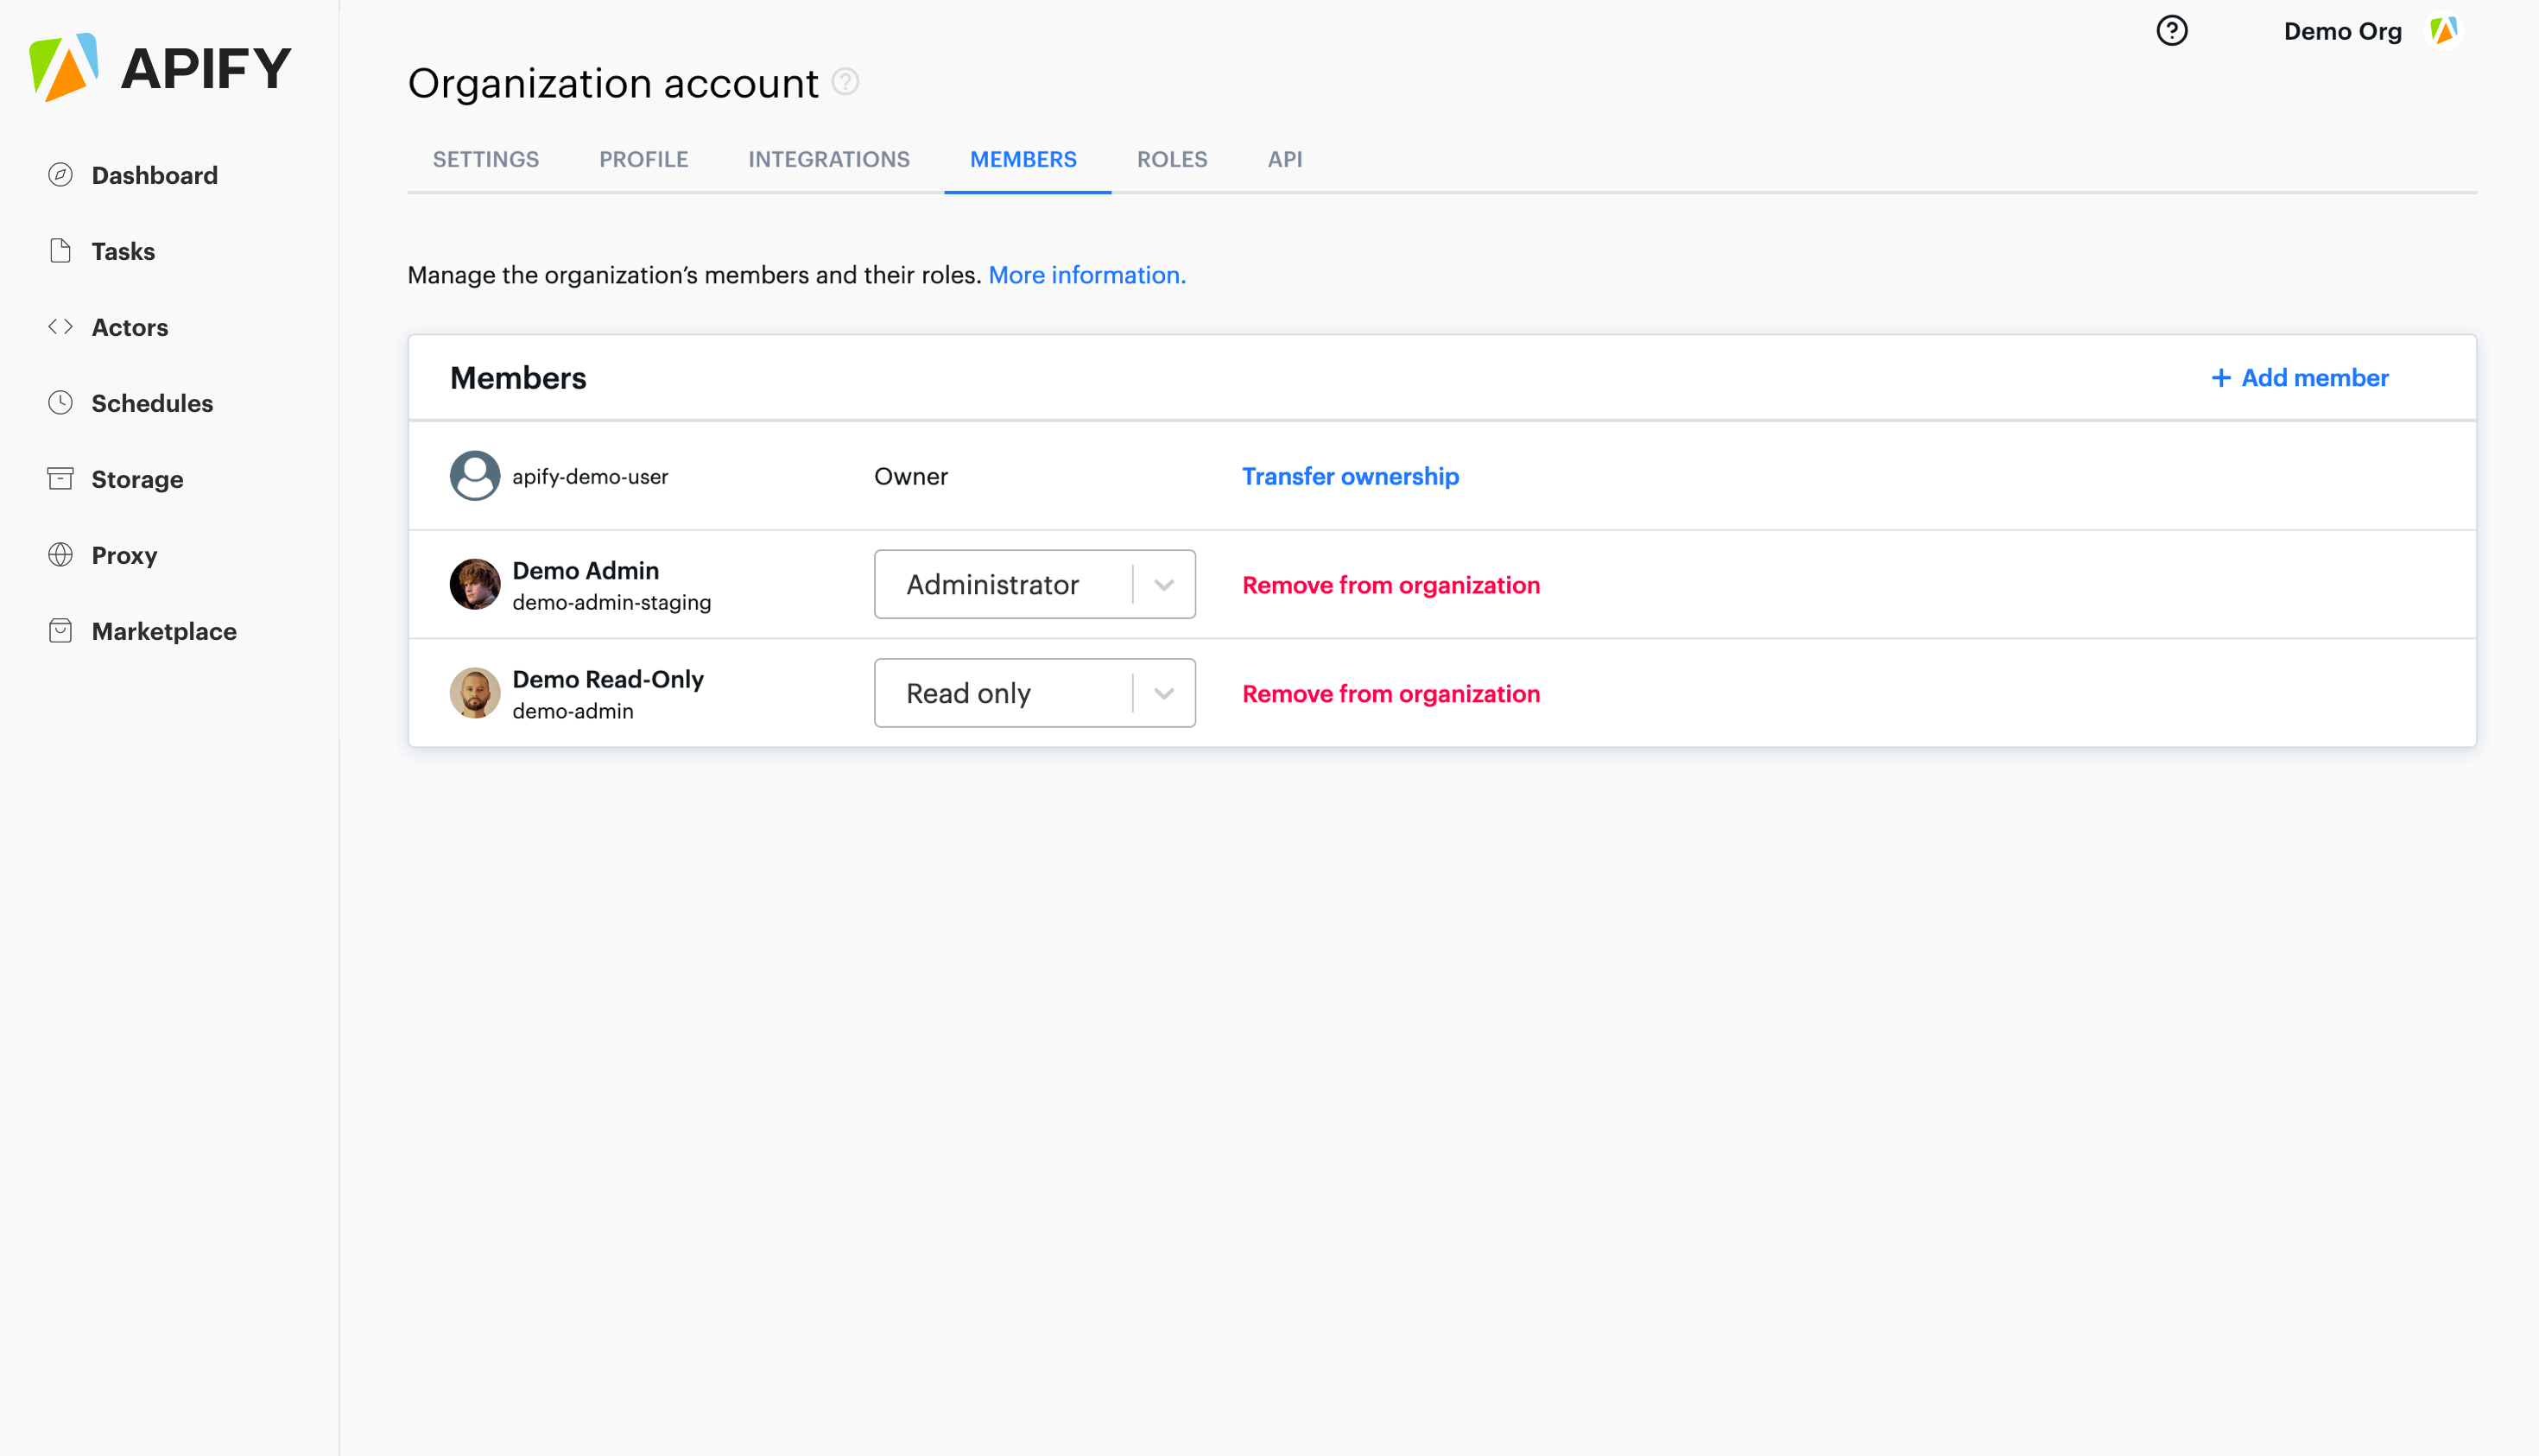 APIFY
Dashboard
Tasks
Actors
Schedules
Storage
Proxy
Marketplace
Demo Org
Organization account
SETTINGS PROFILE INTEGRATIONS MEMBERS ROLES API
Manage the organization’s members and their roles. More information.
Members + Add member
apify-demo-user Owner Transfer ownership
Demo Admin
demo-admin-staging
Administrator
Remove from organization
Demo Read-Only
demo-admin
Read only
Remove from organization